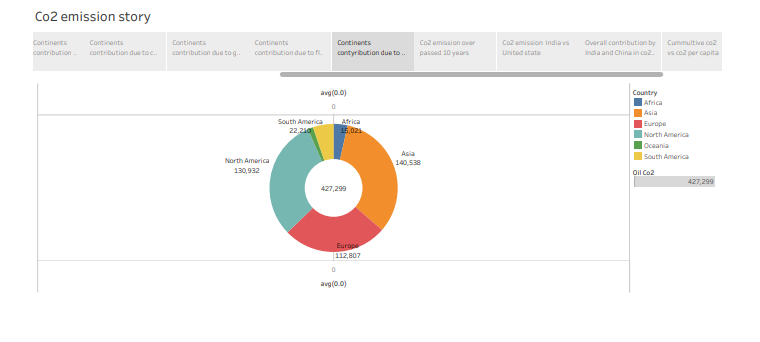 Co2 emission story
Continents
contribution ..
Continents
contribution due to c..
Continents
contribution due to g..
Continents
contribution due to fl..
Continents
contyribution due to ..
Co2 emission over
passed 10 years
Co2 emission: India vs
United state
Overall contribution by
India and China in co2..
Cummultive co2
vs co2 per capita
avg(0.0)
0
South America
22,210
Africa
15,021
Asia
140,538
North America
130,932
427,299
Europe
112,807
0
avg(0.0)
Country
Africa
Asia
Europe
North America
Oceania
South America
Oil Co2
427,299